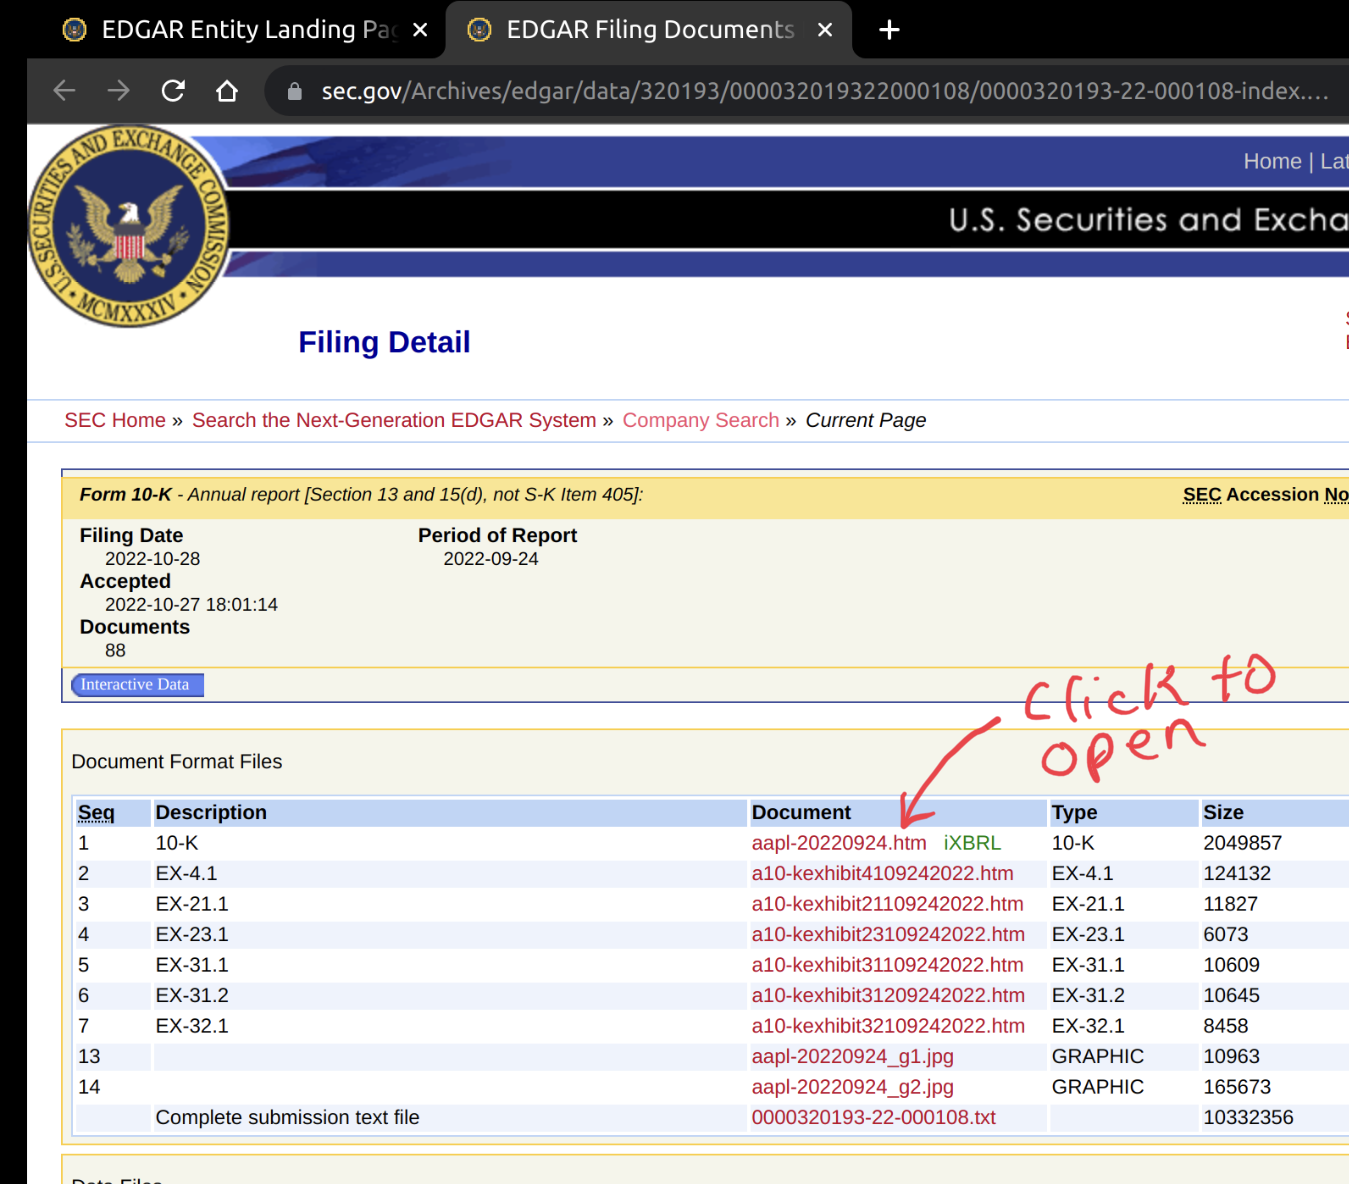 EDGAR Entity Landing Pa
EDGAR Filing Documents
sec.gov/Archives/edgar/data/320193/000032019322000108/0000320193-22-000108-index....
U.S. SECURITIES AND EXCHANGE COMMISSION
MCMXXXIV
Home | Lat
U.S. Securities and Excha
Filing Detail
SEC Home » Search the Next-Generation EDGAR System » Company Search » Current Page
Form 10-K - Annual report [Section 13 and 15(d), not S-K Item 405]: SEC Accession No
Filing Date Period of Report
2022-10-28 2022-09-24
Accepted
2022-10-27 18:01:14
Documents
88
Interactive Data
click to
open
Document Format Files
Seq Description Document Type Size
1 10-K aapl-20220924.htm iXBRL 10-K 2049857
2 EX-4.1 a10-kexhibit4109242022.htm EX-4.1 124132
3 EX-21.1 a10-kexhibit21109242022.htm EX-21.1 11827
4 EX-23.1 a10-kexhibit23109242022.htm EX-23.1 6073
5 EX-31.1 a10-kexhibit31109242022.htm EX-31.1 10609
6 EX-31.2 a10-kexhibit31209242022.htm EX-31.2 10645
7 EX-32.1 a10-kexhibit32109242022.htm EX-32.1 8458
13 aapl-20220924_g1.jpg GRAPHIC 10963
14 aapl-20220924_g2.jpg GRAPHIC 165673
Complete submission text file 0000320193-22-000108.txt 10332356
Data Files